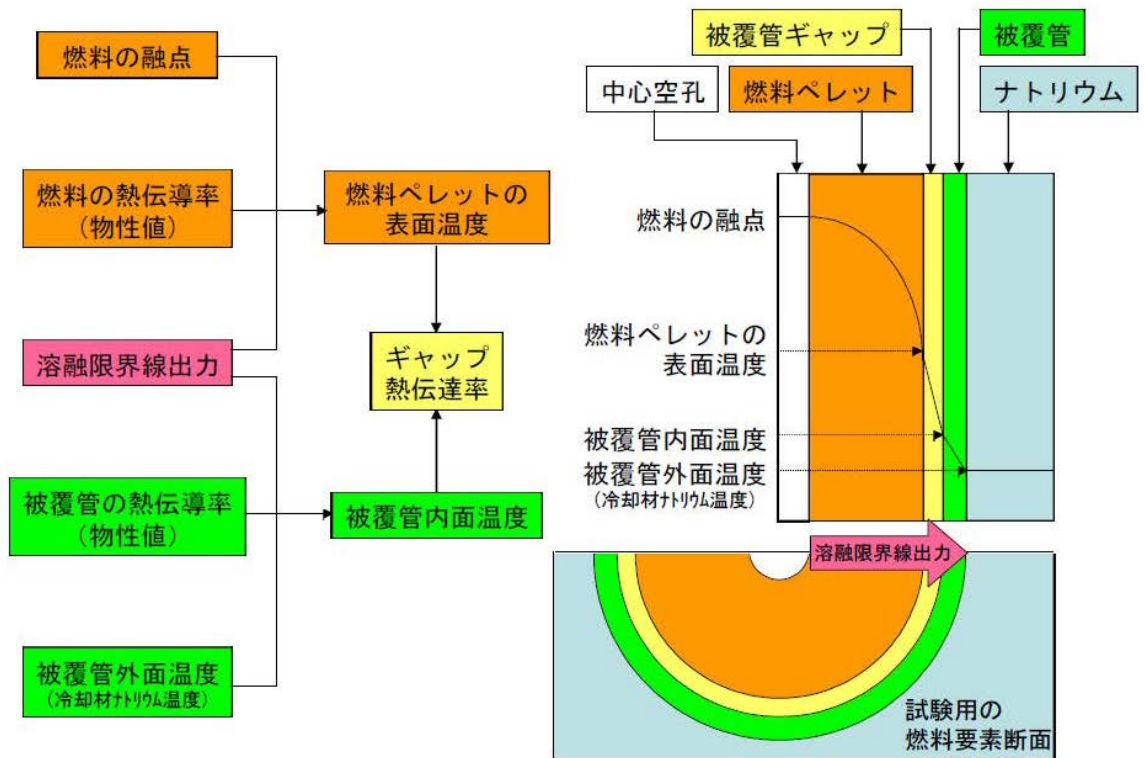 燃料の融点
燃料の熱伝導率
(物性値)
燃料ペレットの
表面温度
溶融限界線出力
ギャップ
熱伝達率
被覆管の熱伝導率
(物性値)
被覆管内面温度
被覆管外面温度
(冷却材ﾅﾄﾘｳﾑ温度)
被覆管ギャップ
被覆管
中心空孔
燃料ペレット
ナトリウム
燃料の融点
燃料ペレットの
表面温度
被覆管内面温度
被覆管外面温度
(冷却材ﾅﾄﾘｳﾑ温度)
溶融限界線出力
試験用の
燃料要素断面